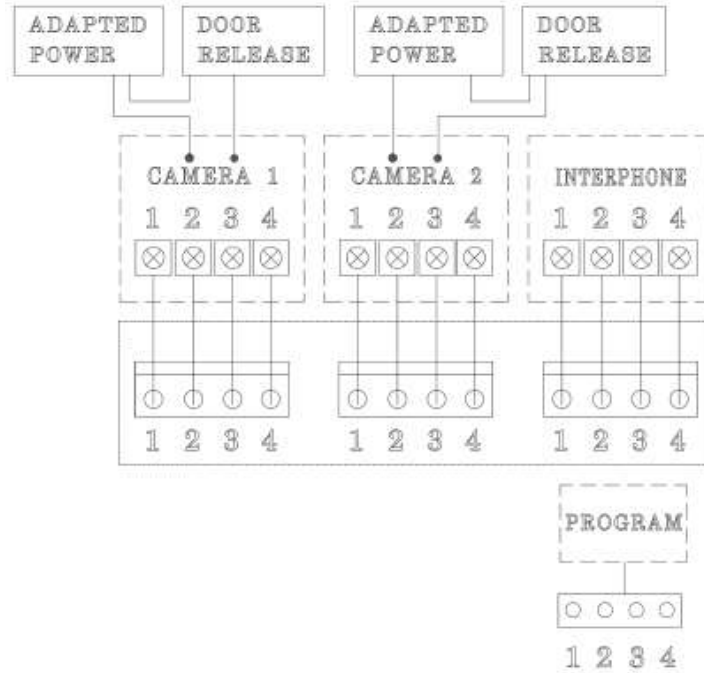 ADAPTED POWER
DOOR RELEASE
ADAPTED POWER
DOOR RELEASE
CAMERA 1
CAMERA 2
INTERPHONE
1 2 3 4
1 2 3 4
1 2 3 4
1 2 3 4
1 2 3 4
1 2 3 4
PROGRAM
1 2 3 4